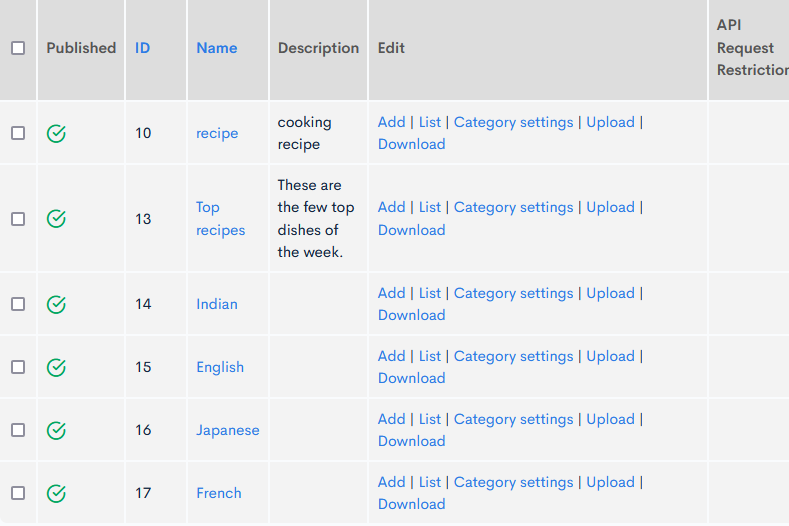 Published ID Name Description Edit API Request Restriction
10 recipe cooking recipe Add | List | Category settings | Upload | Download
13 Top recipes These are the few top dishes of the week. Add | List | Category settings | Upload | Download
14 Indian Add | List | Category settings | Upload | Download
15 English Add | List | Category settings | Upload | Download
16 Japanese Add | List | Category settings | Upload | Download
17 French Add | List | Category settings | Upload | Download